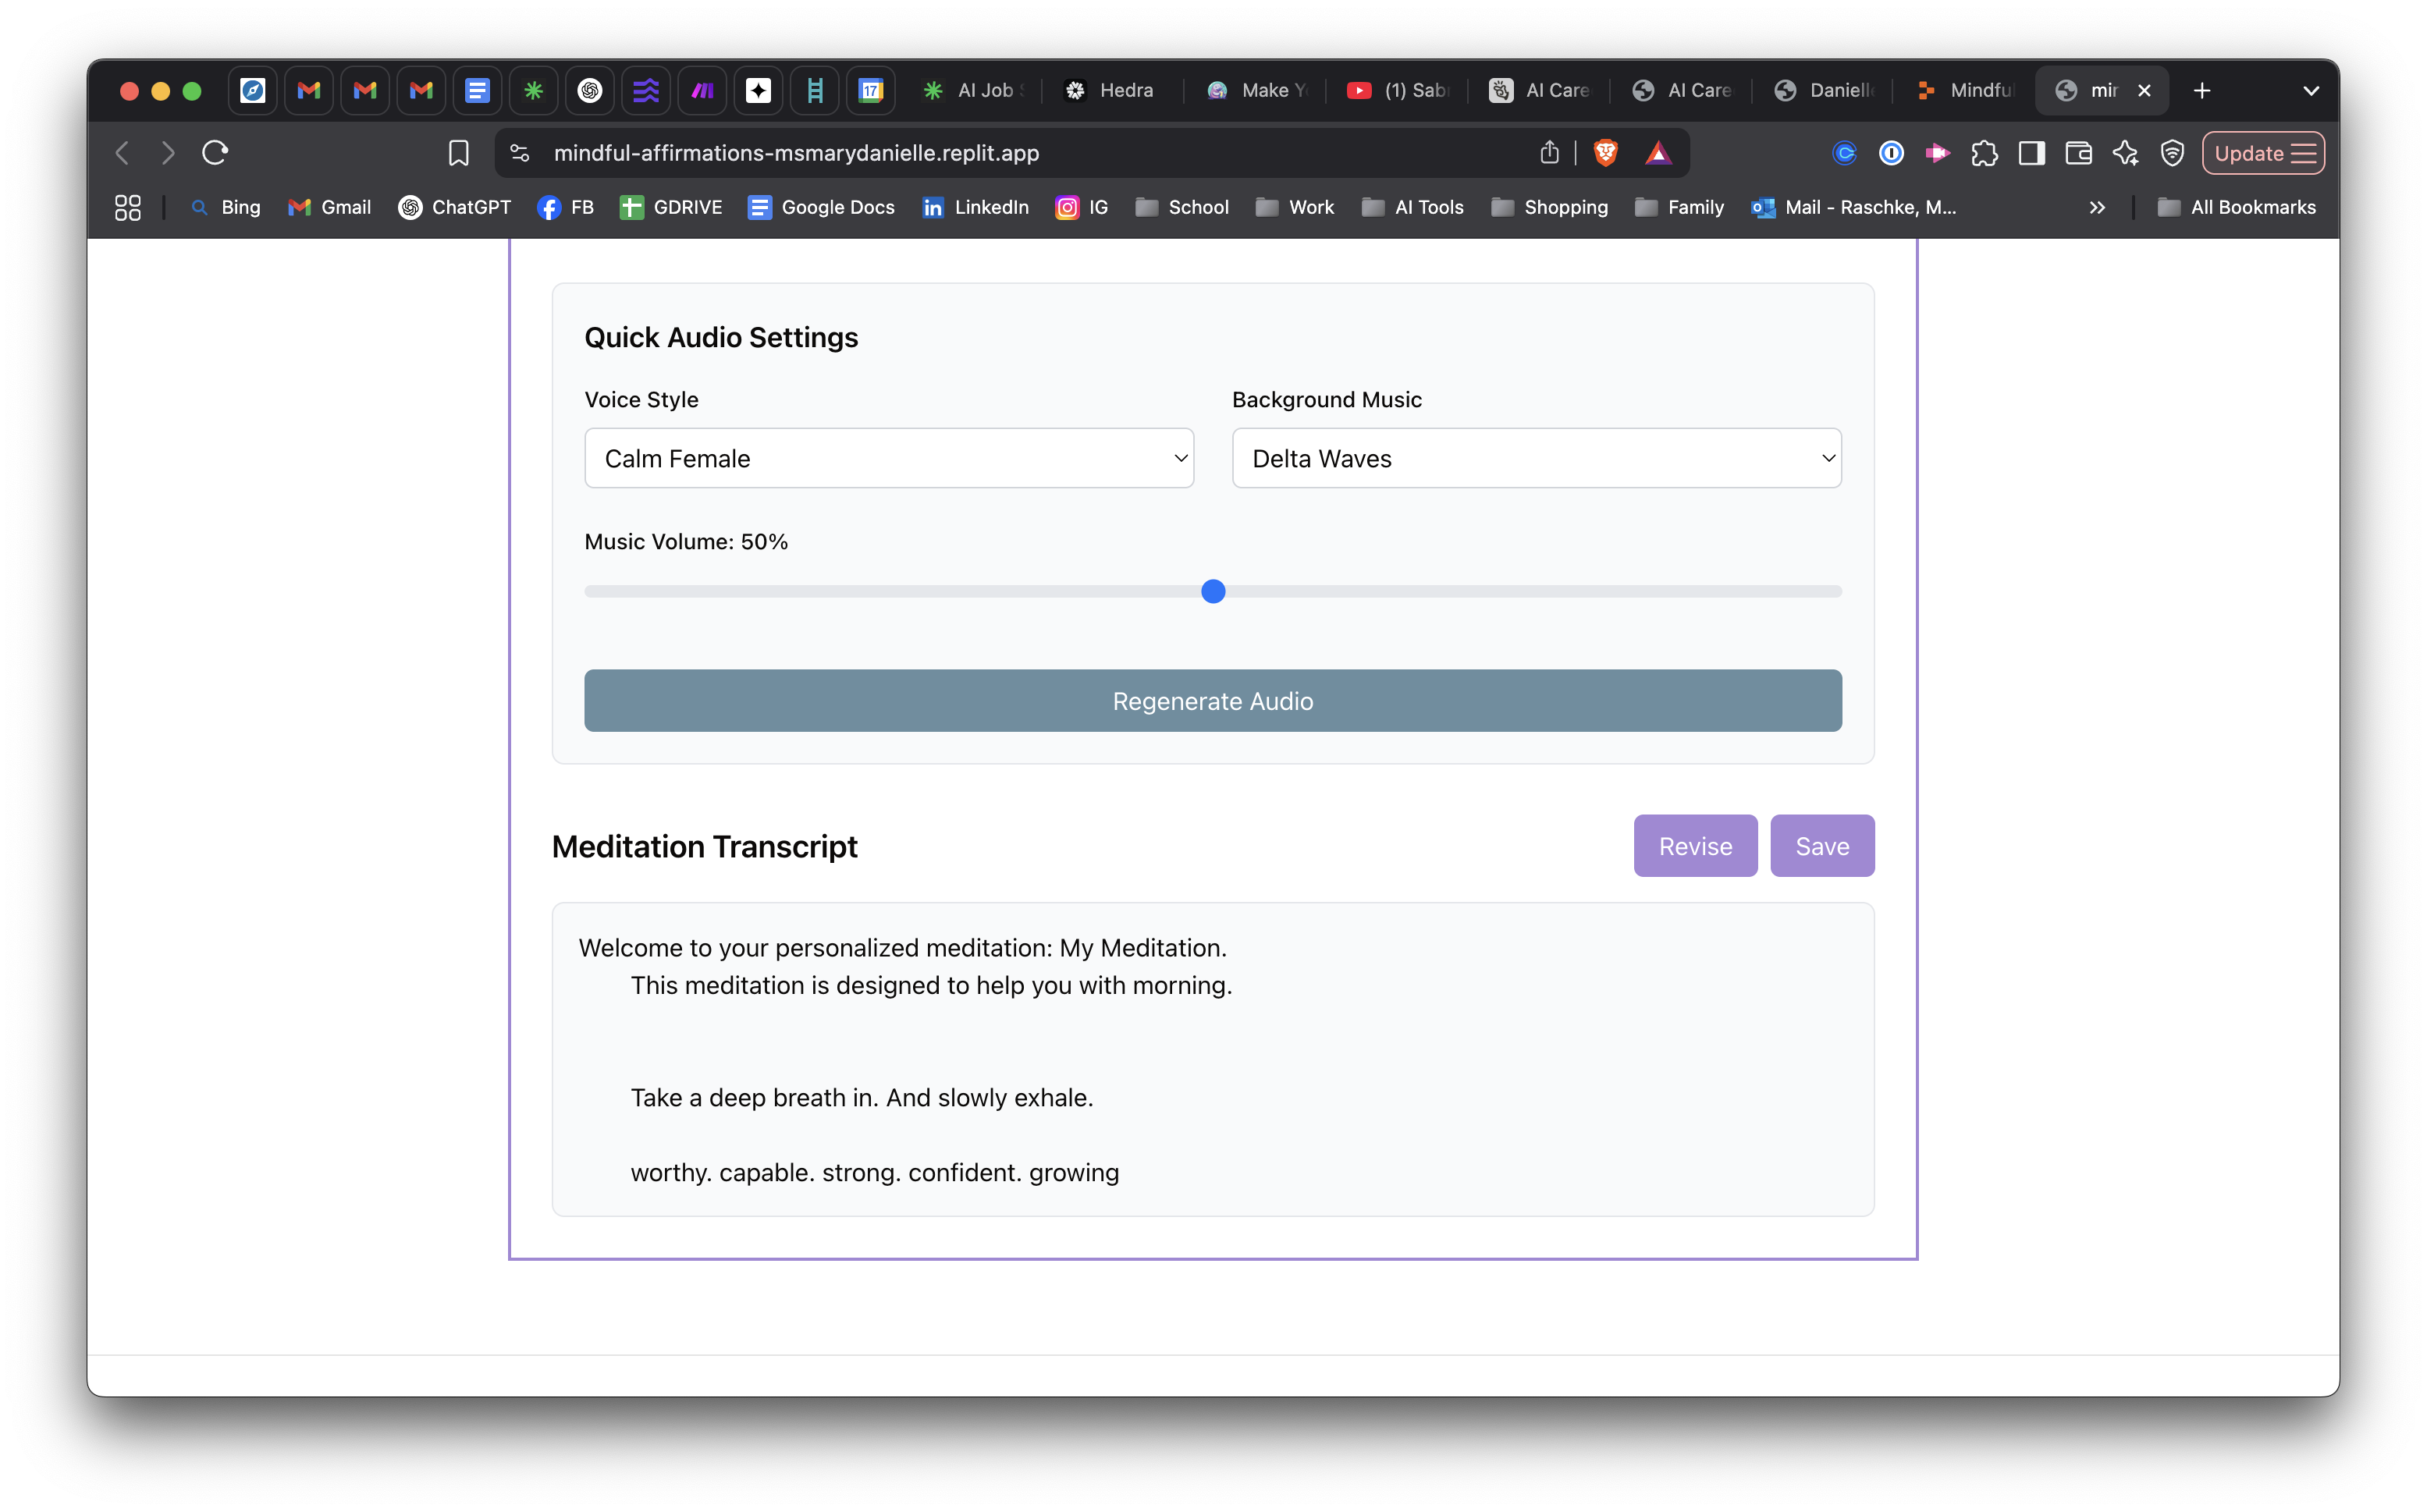 AI Job
Hedra
Make Y
(1) Sab
AI Care
AI Care
Daniell
Mindful
mir
mindful-affirmations-msmarydanielle.replit.app
Update
Bing
Gmail
ChatGPT
FB
GDRIVE
Google Docs
LinkedIn
IG
School
Work
AI Tools
Shopping
Family
Mail - Raschke, M...
All Bookmarks
Quick Audio Settings
Voice Style
Background Music
Calm Female
Delta Waves
Music Volume: 50%
Regenerate Audio
Meditation Transcript
Revise
Save
Welcome to your personalized meditation: My Meditation.
This meditation is designed to help you with morning.
Take a deep breath in. And slowly exhale.
worthy. capable. strong. confident. growing